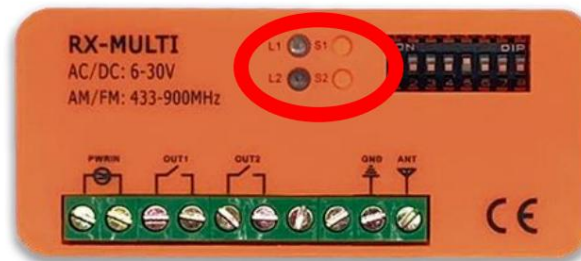 RX-MULTI
AC/DC: 6-30V
AM/FM: 433-900MHz
L1 S1
L2 S2
ON DIP
PWRIN OUT1 OUT2 GND ANT
CE